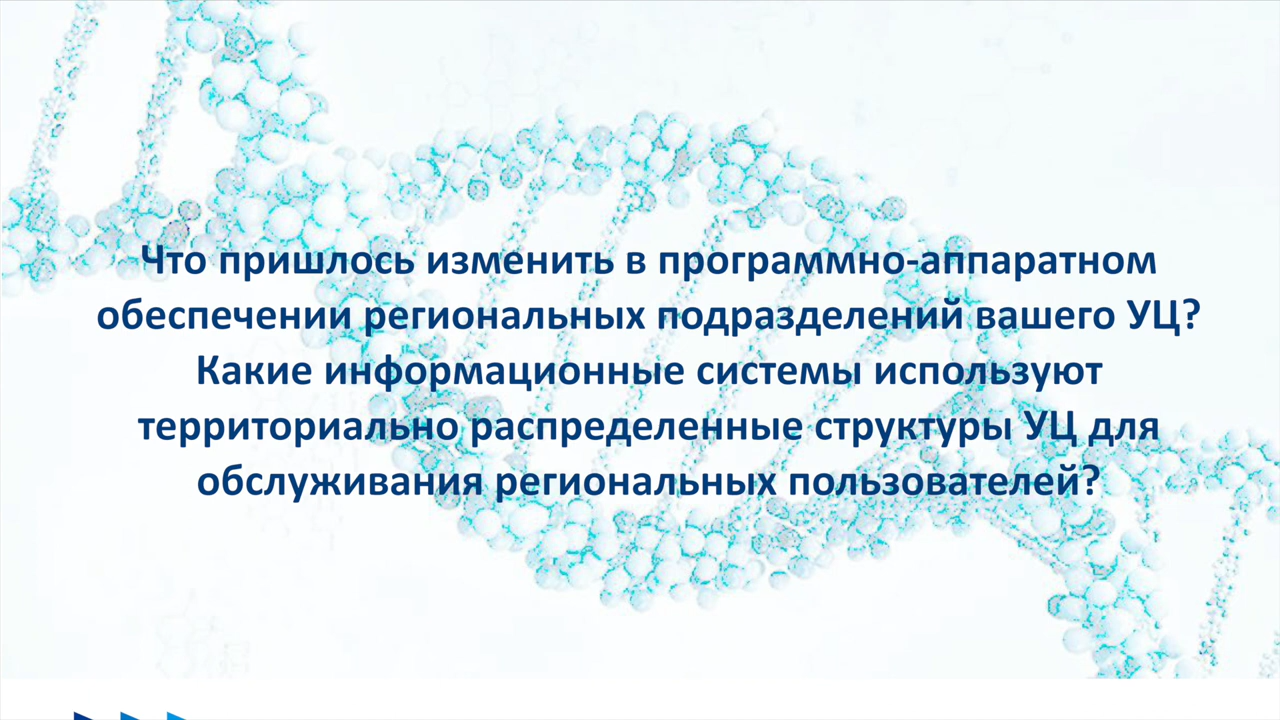 Что пришлось изменить в программно-аппаратном
обеспечении региональных подразделений вашего УЦ?
Какие информационные системы используют
территориально распределенные структуры УЦ для
обслуживания региональных пользователей?